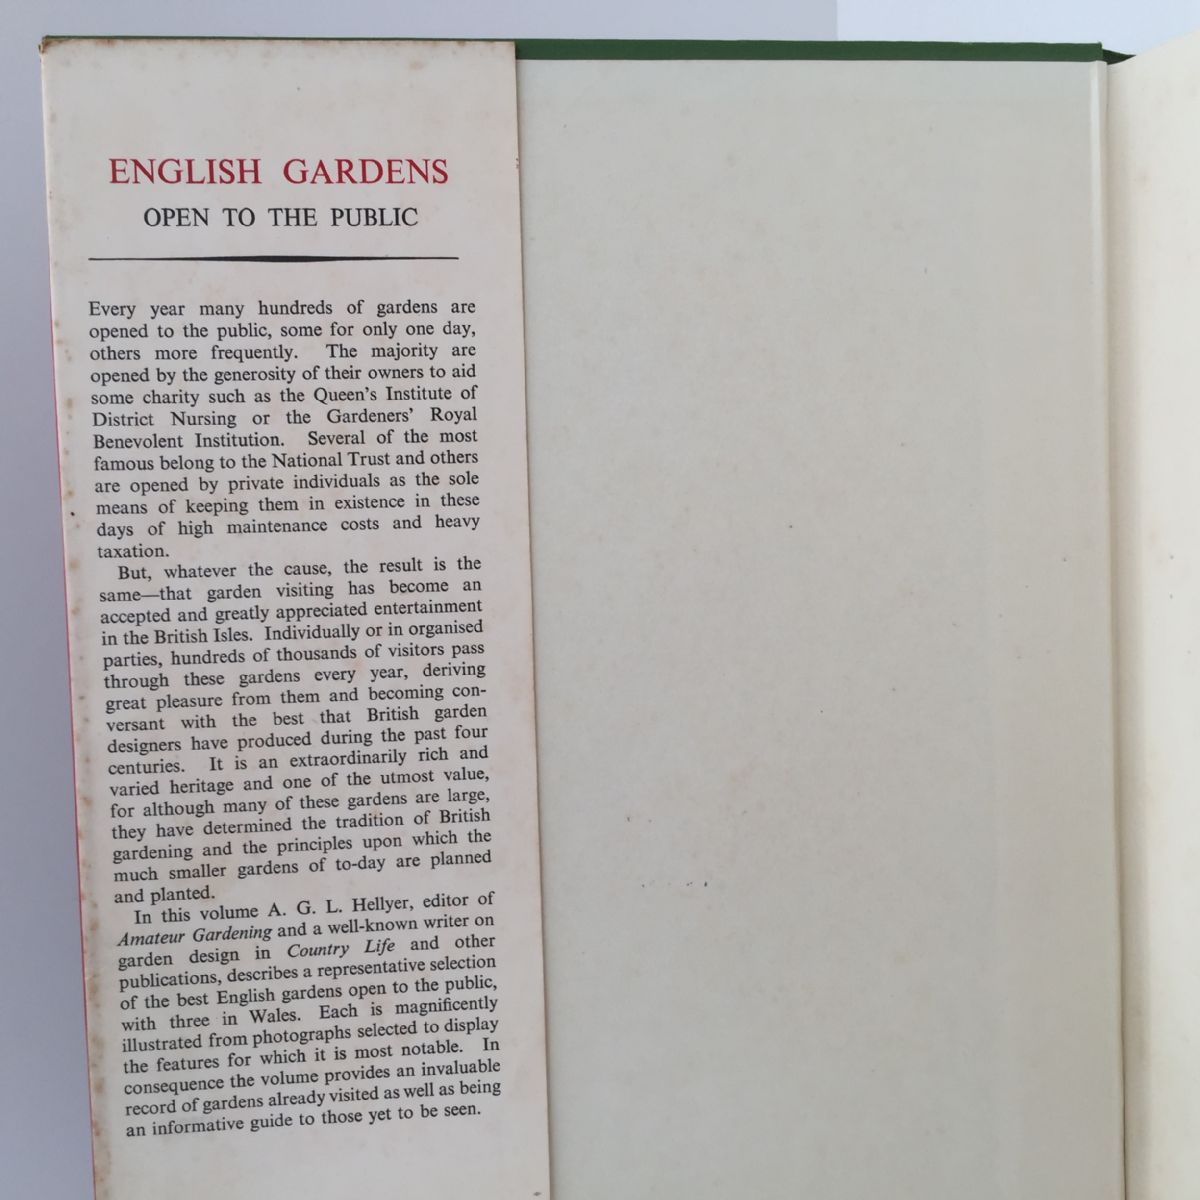 ENGLISH GARDENS
OPEN TO THE PUBLIC
Every year many hundreds of gardens are
opened to the public, some for only one day,
others more frequently. The majority are
opened by the generosity of their owners to aid
some charity such as the Queen's Institute of
District Nursing or the Gardeners' Royal
Benevolent Institution. Several of the most
famous belong to the National Trust and others
are opened by private individuals as the sole
means of keeping them in existence in these
days of high maintenance costs and heavy
taxation.
But, whatever the cause, the result is the
same—that garden visiting has become an
accepted and greatly appreciated entertainment
in the British Isles. Individually or in organised
parties, hundreds of thousands of visitors pass
through these gardens every year, deriving
great pleasure from them and becoming con-
versant with the best that British garden
designers have produced during the past four
centuries. It is an extraordinarily rich and
varied heritage and one of the utmost value,
for although many of these gardens are large,
they have determined the tradition of British
gardening and the principles upon which the
much smaller gardens of to-day are planned
and planted.
In this volume A. G. L. Hellyer, editor of
Amateur Gardening and a well-known writer on
garden design in Country Life and other
publications, describes a representative selection
of the best English gardens open to the public,
with three in Wales. Each is magnificently
illustrated from photographs selected to display
the features for which it is most notable. In
consequence the volume provides an invaluable
record of gardens already visited as well as being
an informative guide to those yet to be seen.